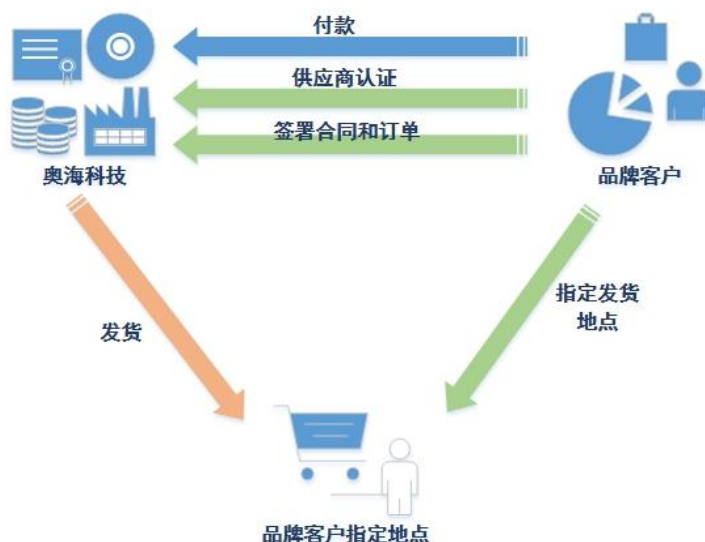 付款
供应商认证
签署合同和订单
奥海科技
品牌客户
指定发货
地点
发货
品牌客户指定地点